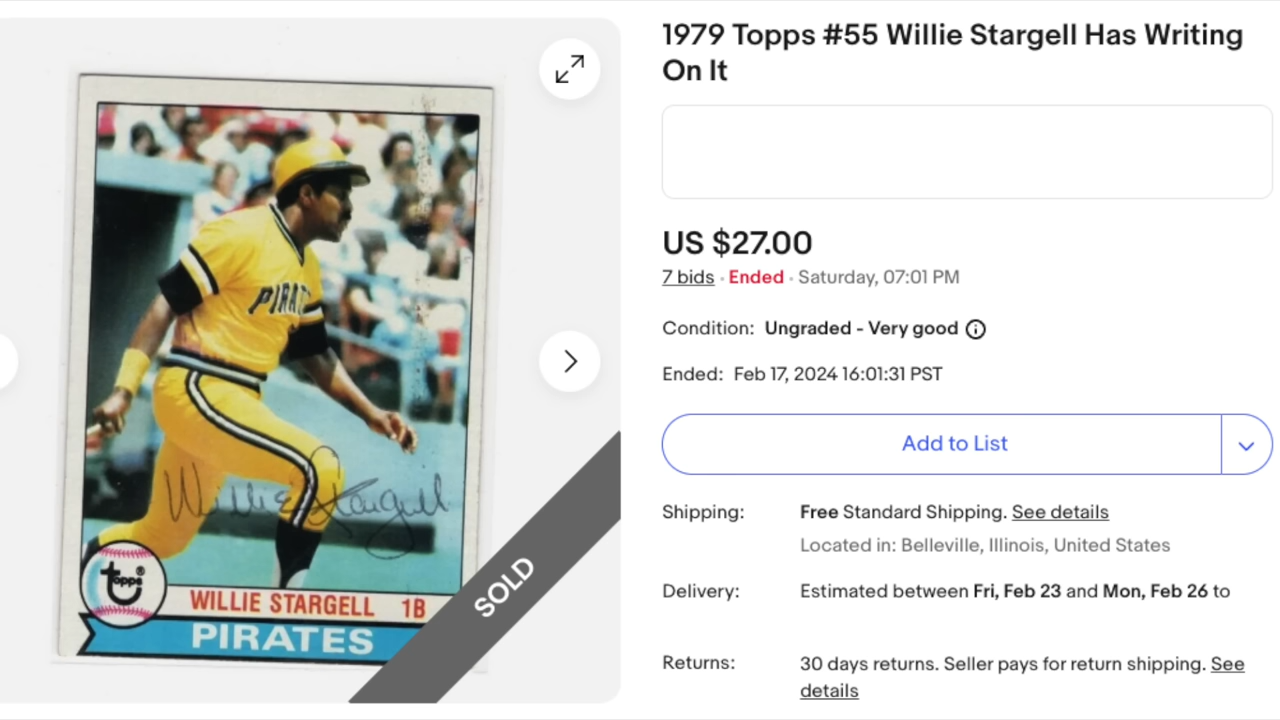 1979 Topps #55 Willie Stargell Has Writing
On It
US $27.00
7 bids · Ended · Saturday, 07:01 PM
Condition: Ungraded - Very good
Ended: Feb 17, 2024 16:01:31 PST
Add to List
Shipping: Free Standard Shipping. See details
Located in: Belleville, Illinois, United States
Delivery: Estimated between Fri, Feb 23 and Mon, Feb 26 to
Returns: 30 days returns. Seller pays for return shipping. See
details
PIRAT
Willie Stargell
topps®
WILLIE STARGELL 1B
PIRATES
SOLD